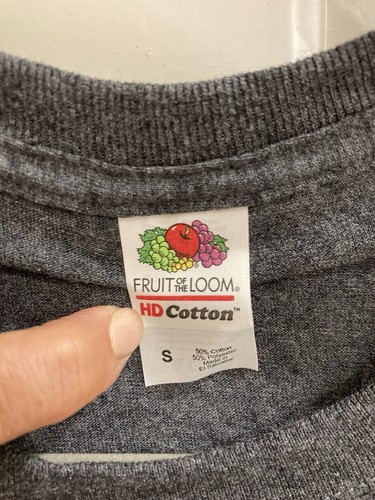 FRUIT OF THE LOOM®
HD Cotton™
S
50% Cotton
50% Polyester
Made in
El Salvador